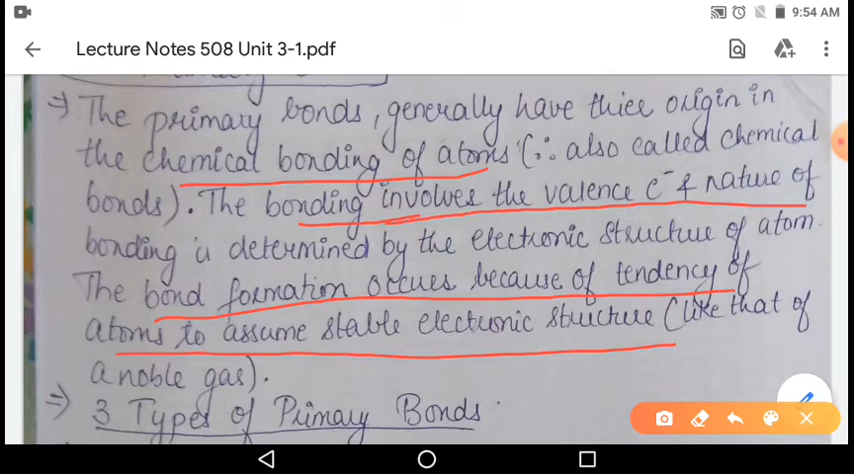 9:54 AM
Lecture Notes 508 Unit 3-1.pdf
⇒ The primary bonds, generally have thier origin in
the chemical bonding of atoms (∴ also called chemical
bonds). The bonding involves the valence e⁻ & nature of
bonding is determined by the electronic structure of atom.
The bond formation occurs because of tendency of
atoms to assume stable electronic structure (like that of
a noble gas).
⇒ 3 Types of Primary Bonds